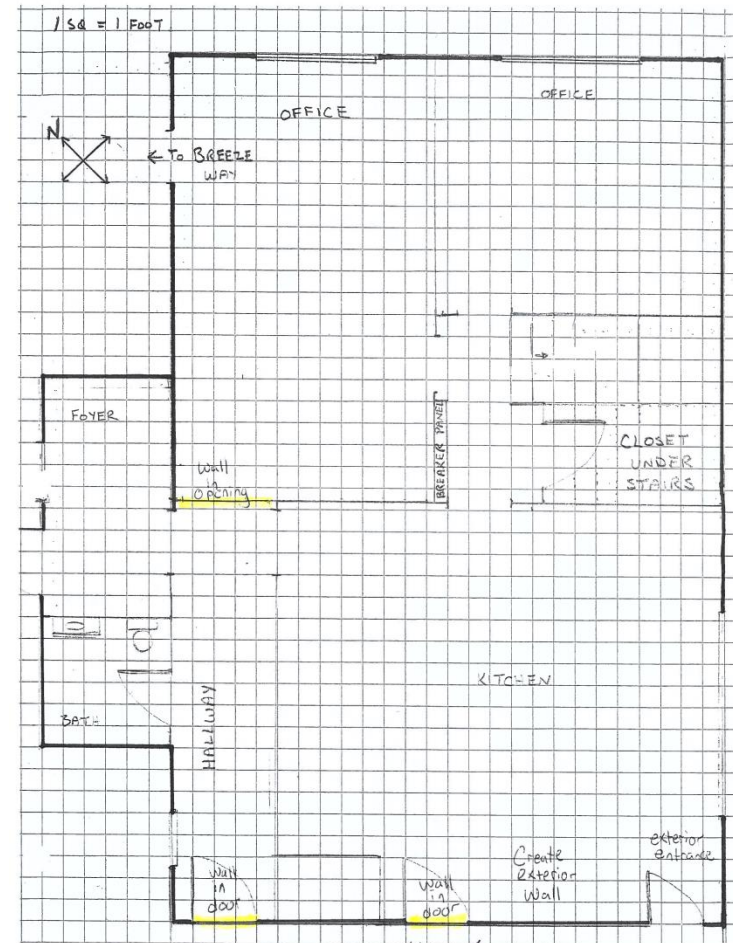 1 SQ = 1 FOOT
OFFICE
OFFICE
N
← TO BREEZE
WAY
FOYER
BREAKER PANEL
CLOSET
UNDER
STAIRS
Wall
in
Opening
KITCHEN
HALLWAY
BATH
Wall
in
door
Wall
in
door
Create
exterior
Wall
exterior
entrance